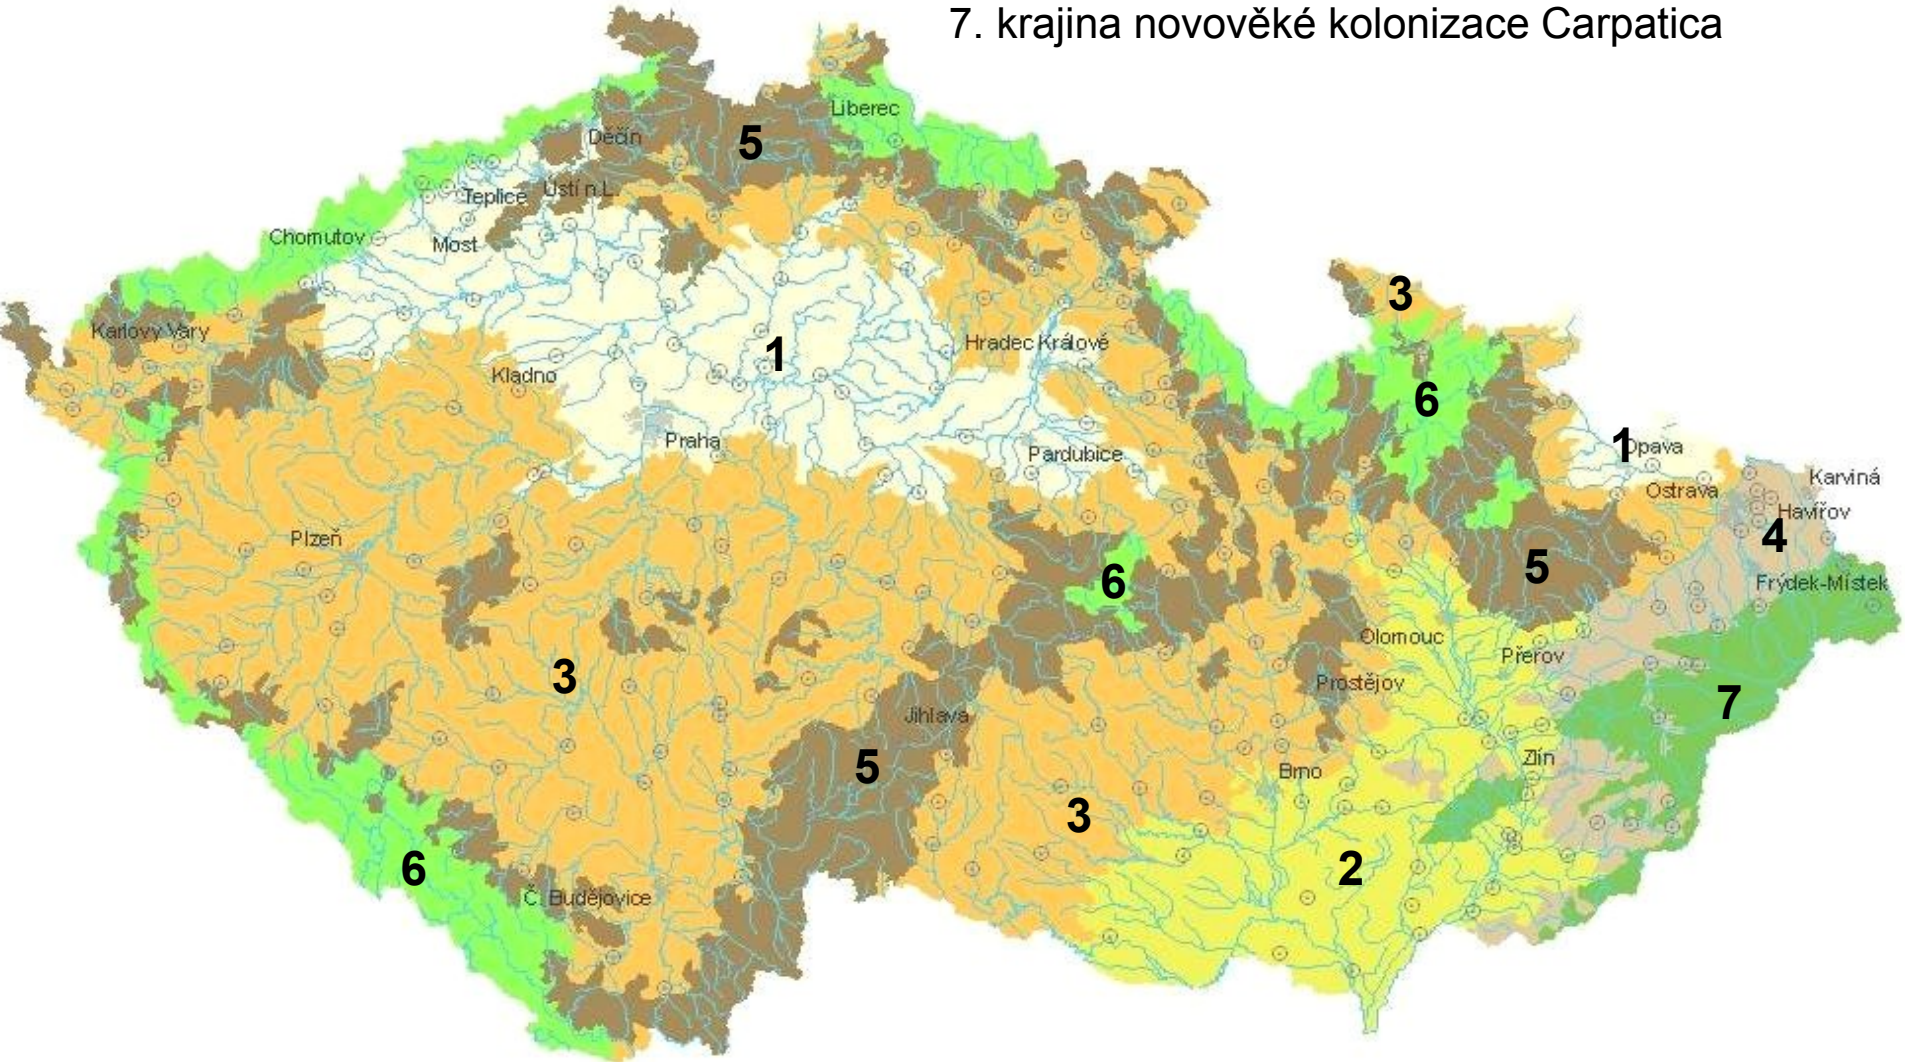 7. krajina novověké kolonizace Carpatica
Liberec
5
Děčín
Teplice
Ústí n.L.
Chomutov
Most
3
Karlovy Vary
Hradec Králové
1
Kladno
6
Praha
Pardubice
1
Opava
Karviná
Ostrava
Havířov
Plzeň
4
5
6
Frýdek-Místek
Olomouc
Přerov
3
Prostějov
7
Jihlava
Zlín
5
Brno
3
2
6
Č. Budějovice